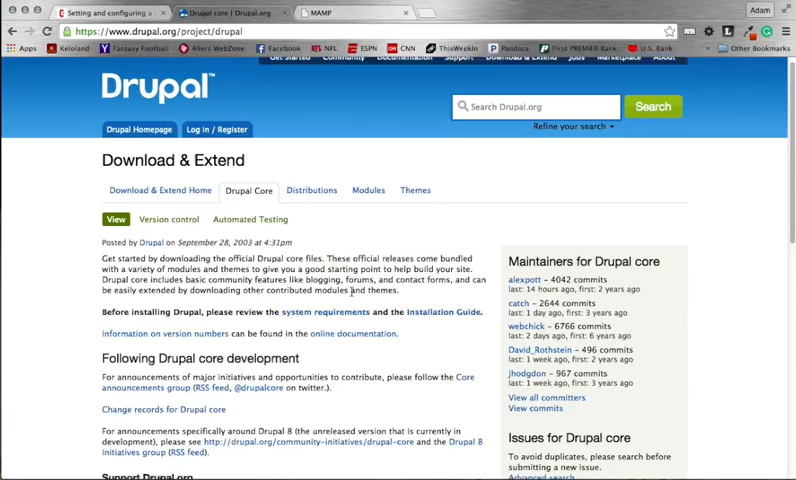 Setting and configuring a
Drupal core | Drupal.org
MAMP
Adam
https://www.drupal.org/project/drupal
Apps
Keloland
Fantasy Football
49ers WebZone
Facebook
NFL
ESPN
CNN
ThisWeekIn
Pandora
First PREMIER Bank
U.S. Bank
Other Bookmarks
Get Started
Community
Documentation
Support
Download & Extend
Jobs
Marketplace
About
Drupal™
Search Drupal.org
Search
Refine your search
Drupal Homepage
Log in / Register
Download & Extend
Download & Extend Home
Drupal Core
Distributions
Modules
Themes
View
Version control
Automated Testing
Posted by Drupal on September 28, 2003 at 4:31pm
Get started by downloading the official Drupal core files. These official releases come bundled
with a variety of modules and themes to give you a good starting point to help build your site.
Drupal core includes basic community features like blogging, forums, and contact forms, and can
be easily extended by downloading other contributed modules and themes.
Before installing Drupal, please review the system requirements and the Installation Guide.
Information on version numbers can be found in the online documentation.
Following Drupal core development
For announcements of major initiatives and opportunities to contribute, please follow the Core
announcements group (RSS feed, @drupalcore on twitter.).
Change records for Drupal core
For announcements specifically around Drupal 8 (the unreleased version that is currently in
development), please see http://drupal.org/community-initiatives/drupal-core and the Drupal 8
Initiatives group (RSS feed).
Support Drupal.org
Maintainers for Drupal core
alexpott - 4042 commits
last: 14 hours ago, first: 2 years ago
catch - 2644 commits
last: 1 day ago, first: 3 years ago
webchick - 6766 commits
last: 2 days ago, first: 6 years ago
David_Rothstein - 496 commits
last: 1 week ago, first: 2 years ago
jhodgdon - 967 commits
last: 1 week ago, first: 3 years ago
View all committers
View commits
Issues for Drupal core
To avoid duplicates, please search before
submitting a new issue.
Advanced search